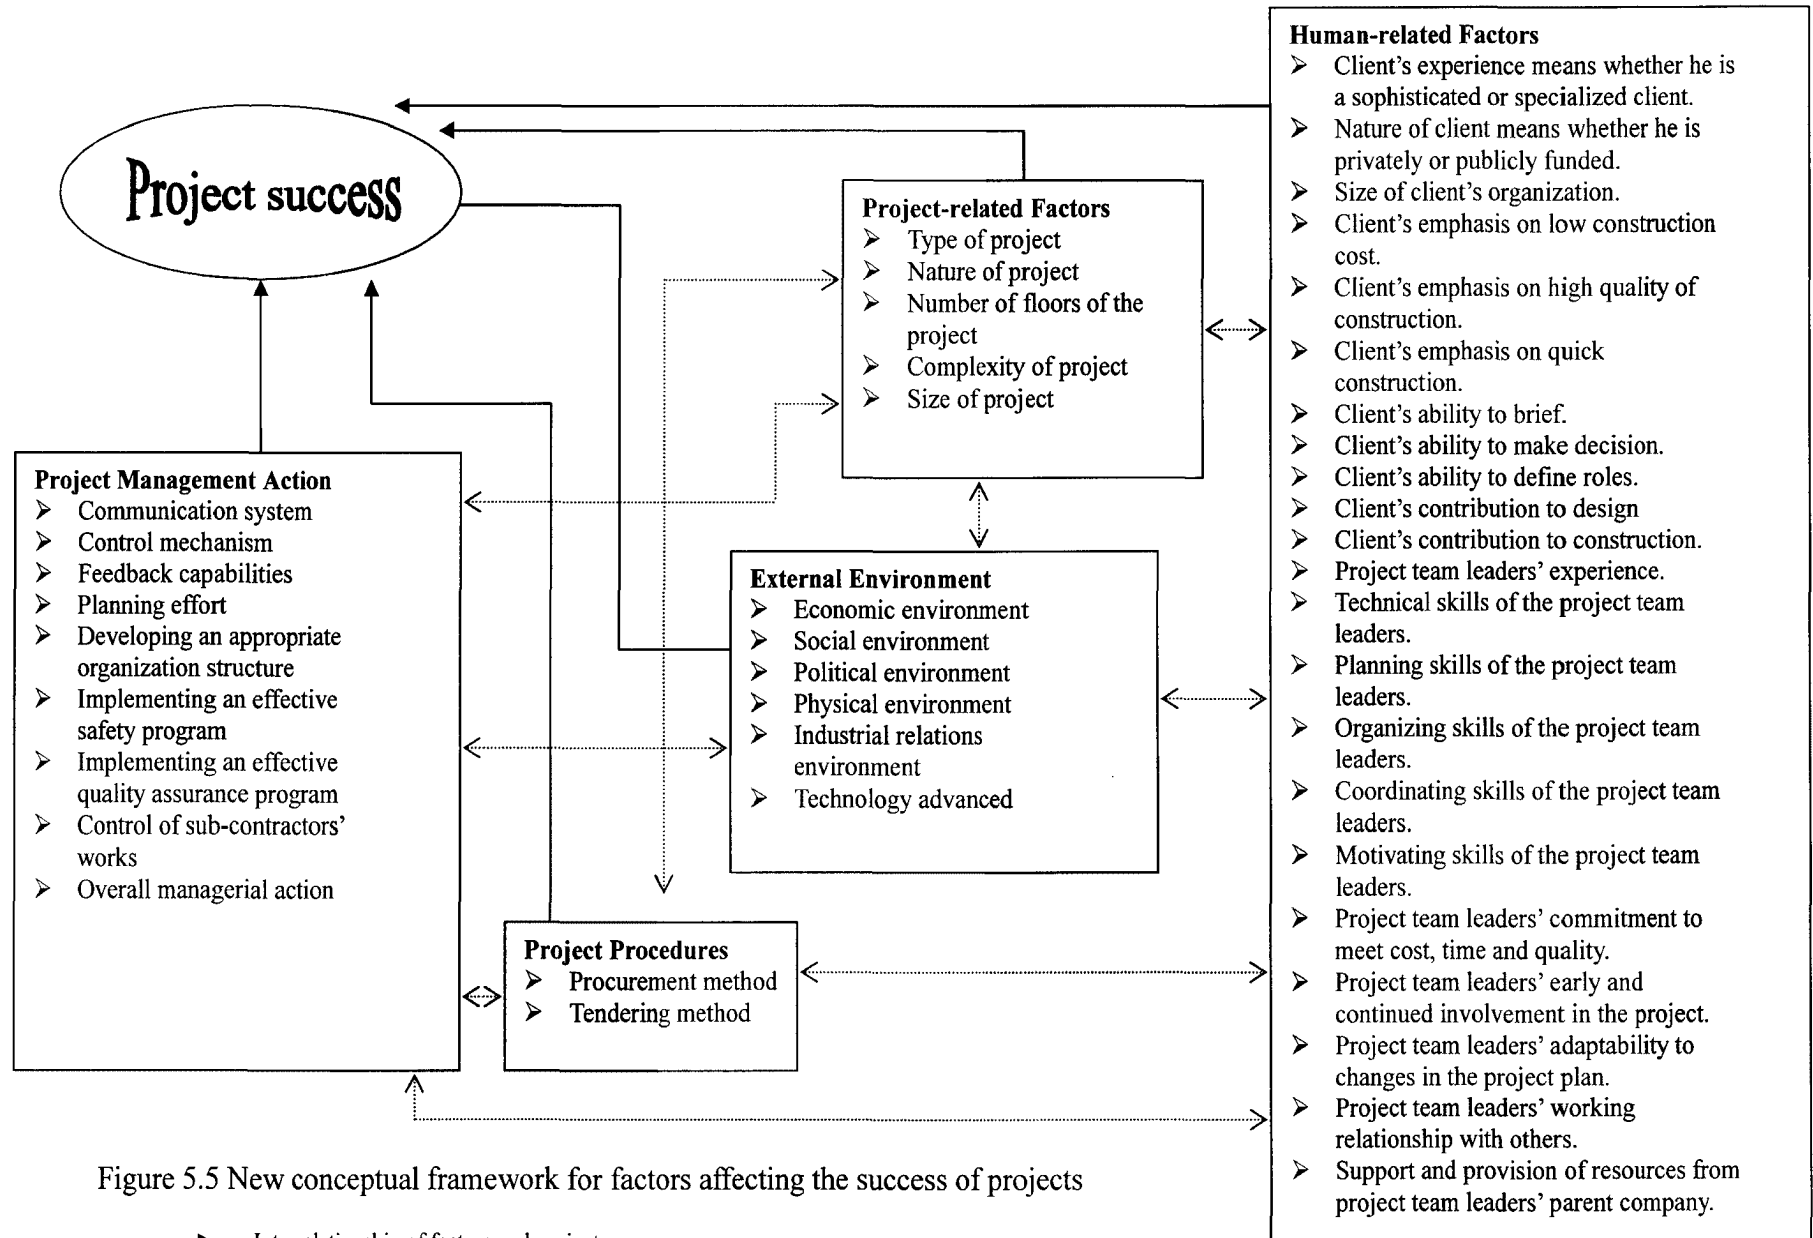 Project success
Project Management Action
➢ Communication system
➢ Control mechanism
➢ Feedback capabilities
➢ Planning effort
➢ Developing an appropriate
organization structure
➢ Implementing an effective
safety program
➢ Implementing an effective
quality assurance program
➢ Control of sub-contractors'
works
➢ Overall managerial action
Project-related Factors
➢ Type of project
➢ Nature of project
➢ Number of floors of the
project
➢ Complexity of project
➢ Size of project
External Environment
➢ Economic environment
➢ Social environment
➢ Political environment
➢ Physical environment
➢ Industrial relations
environment
➢ Technology advanced
Project Procedures
➢ Procurement method
➢ Tendering method
Human-related Factors
➢ Client's experience means whether he is
a sophisticated or specialized client.
➢ Nature of client means whether he is
privately or publicly funded.
➢ Size of client's organization.
➢ Client's emphasis on low construction
cost.
➢ Client's emphasis on high quality of
construction.
➢ Client's emphasis on quick
construction.
➢ Client's ability to brief.
➢ Client's ability to make decision.
➢ Client's ability to define roles.
➢ Client's contribution to design
➢ Client's contribution to construction.
➢ Project team leaders' experience.
➢ Technical skills of the project team
leaders.
➢ Planning skills of the project team
leaders.
➢ Organizing skills of the project team
leaders.
➢ Coordinating skills of the project team
leaders.
➢ Motivating skills of the project team
leaders.
➢ Project team leaders' commitment to
meet cost, time and quality.
➢ Project team leaders' early and
continued involvement in the project.
➢ Project team leaders' adaptability to
changes in the project plan.
➢ Project team leaders' working
relationship with others.
➢ Support and provision of resources from
project team leaders' parent company.
Figure 5.5 New conceptual framework for factors affecting the success of projects